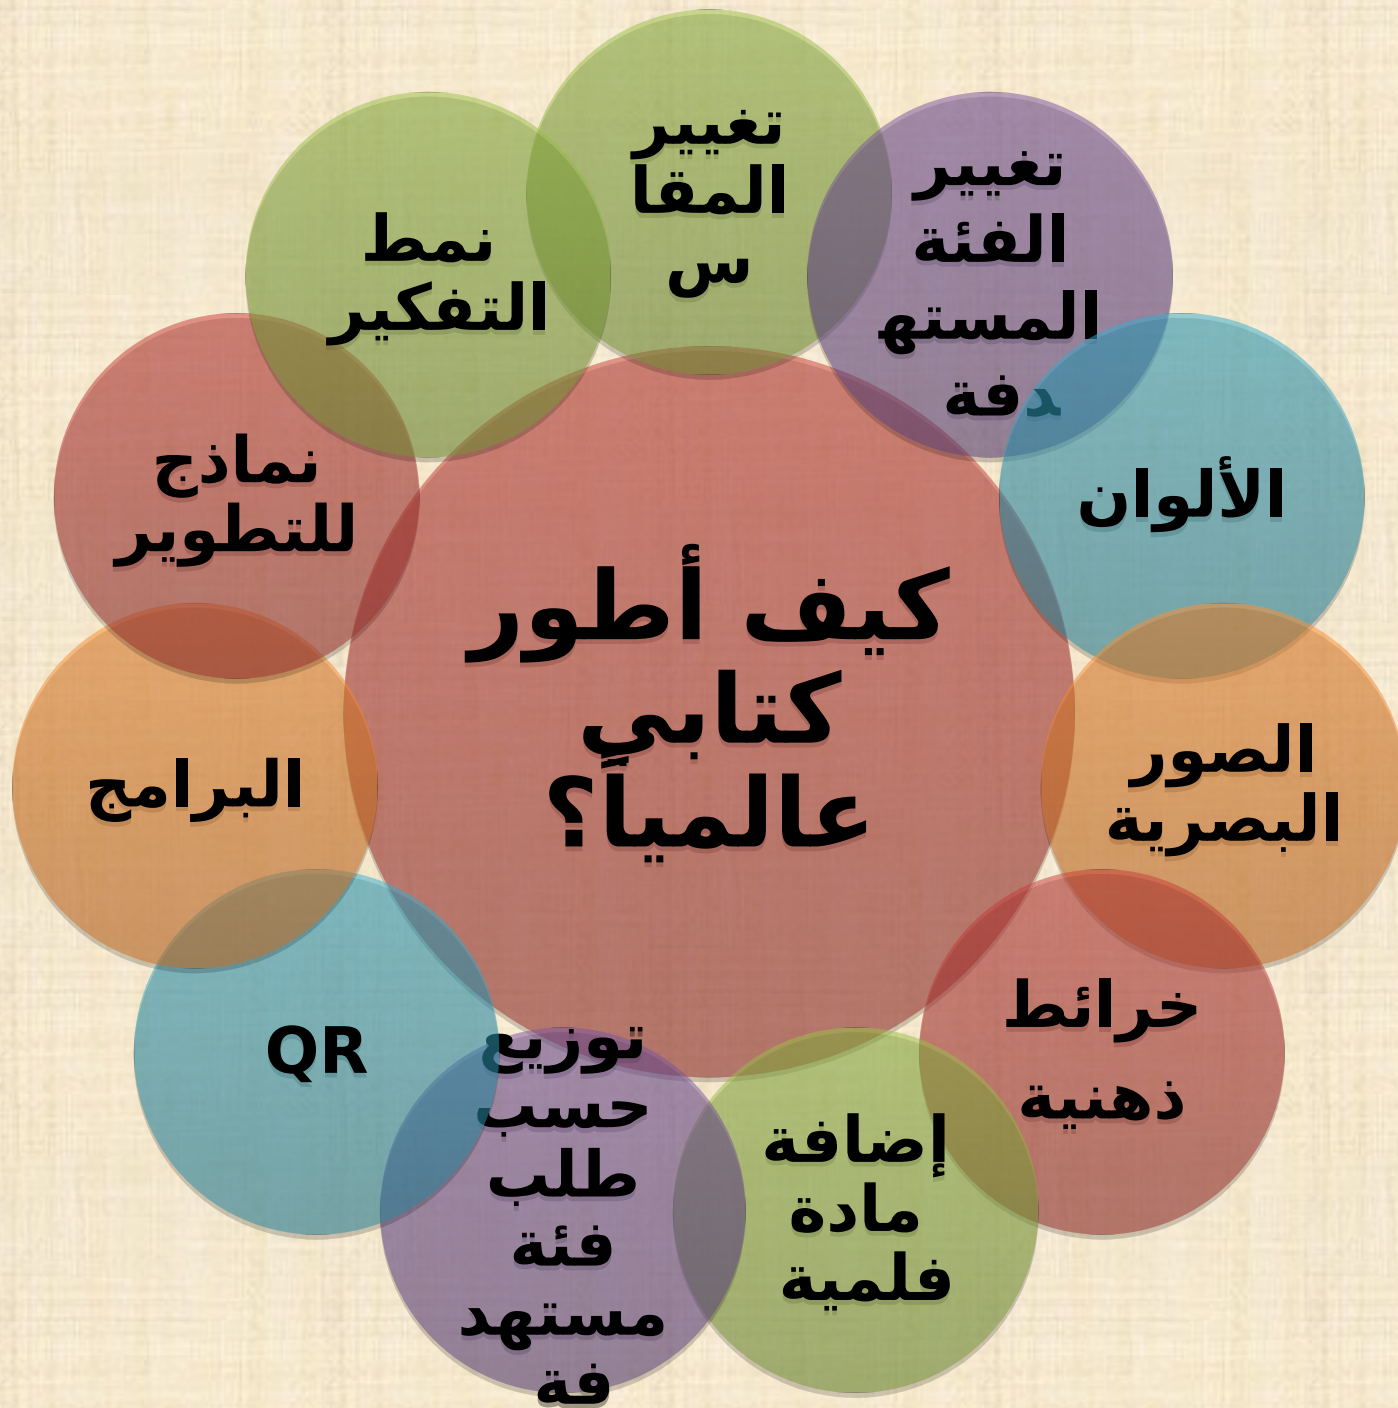 كيف أطور
كتابي
عالمياً؟
تغيير
المقا
س
تغيير
الفئة
المسته
دفة
الألوان
الصور
البصرية
خرائط
ذهنية
إضافة
مادة
فلمية
توزيع
حسب
طلب
فئة
مستهد
فة
QR
البرامج
نماذج
للتطوير
نمط
التفكير